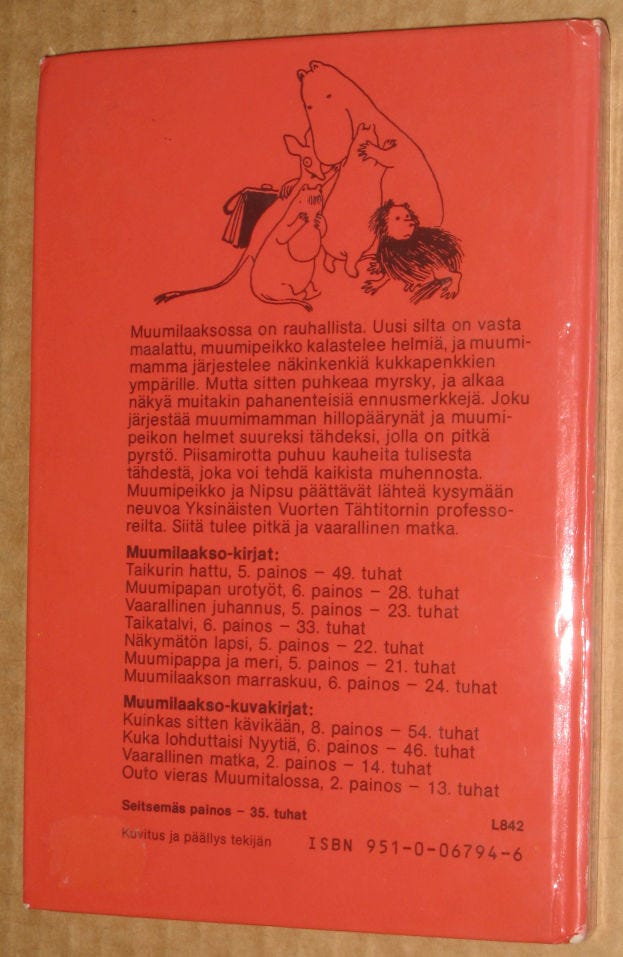 Muumilaaksossa on rauhallista. Uusi silta on vasta
maalattu, muumipeikko kalastelee helmiä, ja muumi-
mamma järjestelee näkinkenkiä kukkapenkkien
ympärille. Mutta sitten puhkeaa myrsky, ja alkaa
näkyä muitakin pahanenteisiä ennusmerkkejä. Joku
järjestää muumimamman hillopäärynät ja muumi-
peikon helmet suureksi tähdeksi, jolla on pitkä
pyrstö. Piisamirotta puhuu kauheita tulisesta
tähdestä, joka voi tehdä kaikista muhennosta.
Muumipeikko ja Nipsu päättävät lähteä kysymään
neuvoa Yksinäisten Vuorten Tähtitornin professo-
reilta. Siitä tulee pitkä ja vaarallinen matka.
Muumilaakso-kirjat:
Taikurin hattu, 5. painos – 49. tuhat
Muumipapan urotyöt, 6. painos – 28. tuhat
Vaarallinen juhannus, 5. painos – 23. tuhat
Taikatalvi, 6. painos – 33. tuhat
Näkymätön lapsi, 5. painos – 22. tuhat
Muumipappa ja meri, 5. painos – 21. tuhat
Muumilaakson marraskuu, 6. painos – 24. tuhat
Muumilaakso-kuvakirjat:
Kuinkas sitten kävikään, 8. painos – 54. tuhat
Kuka lohduttaisi Nyytiä, 6. painos – 46. tuhat
Vaarallinen matka, 2. painos – 14. tuhat
Outo vieras Muumitalossa, 2. painos – 13. tuhat
Seitsemäs painos – 35. tuhat
L842
Kuvitus ja päällys tekijän
ISBN 951-0-06794-6